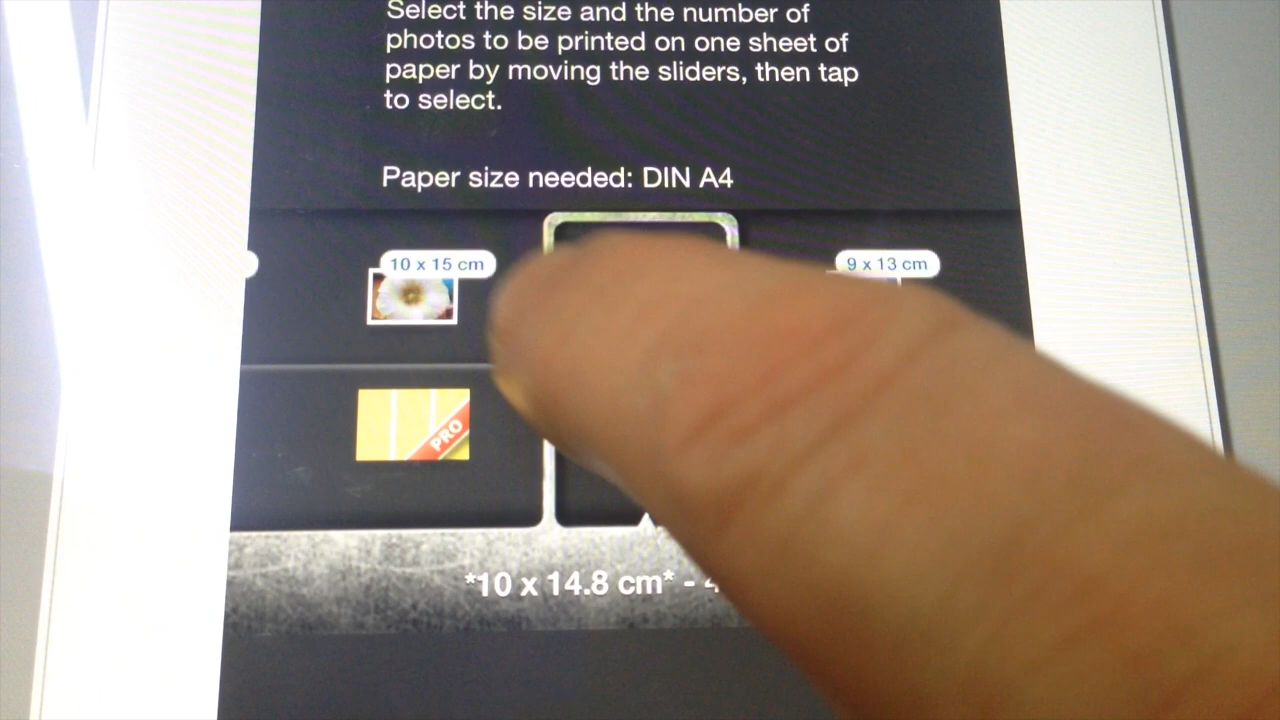 Select the size and the number of
photos to be printed on one sheet of
paper by moving the sliders, then tap
to select.
Paper size needed: DIN A4
10 x 15 cm
9 x 13 cm
PRO
*10 x 14.8 cm* -